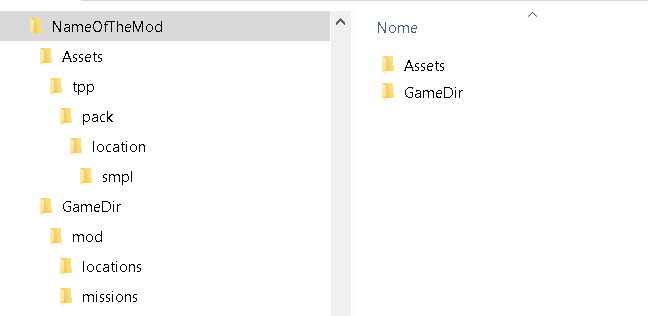 NameOfTheMod
Assets
tpp
pack
location
smpl
GameDir
mod
locations
missions
Nome
Assets
GameDir